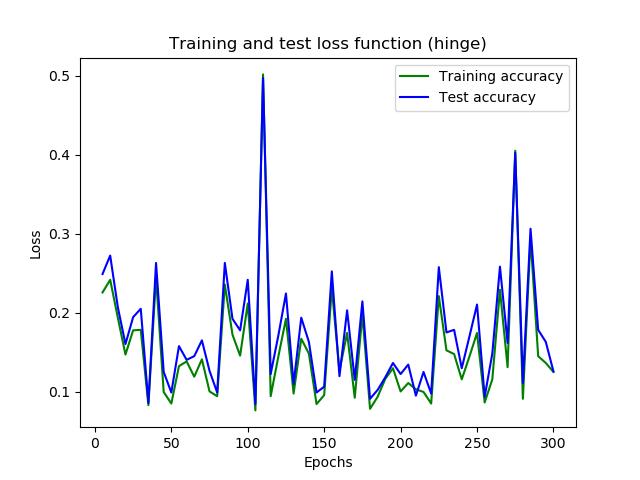 Training and test loss function (hinge)
Training accuracy
Test accuracy
Loss
0.5
0.4
0.3
0.2
0.1
0 50 100 150 200 250 300
Epochs